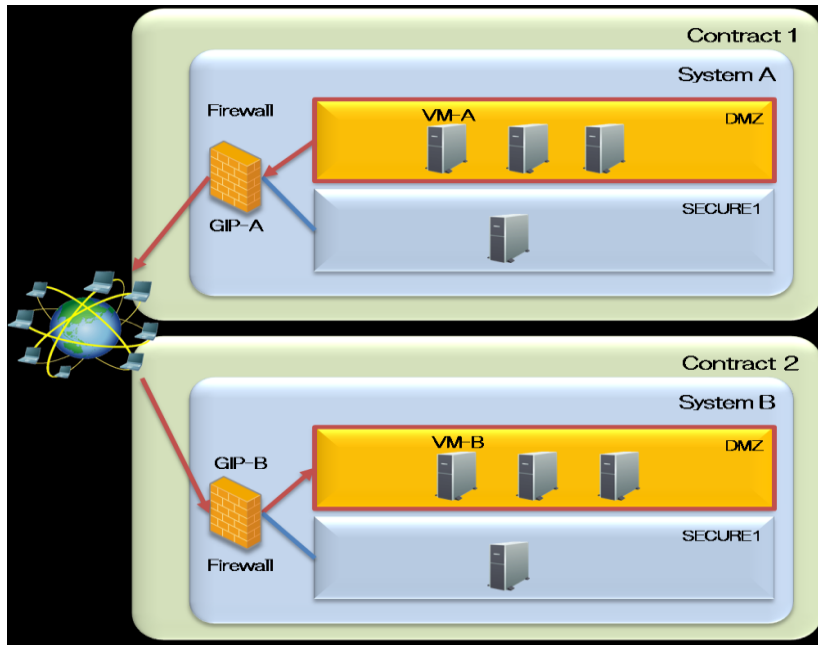 Contract 1
System A
Firewall
VM-A
DMZ
GIP-A
SECURE1
Contract 2
System B
VM-B
DMZ
GIP-B
SECURE1
Firewall